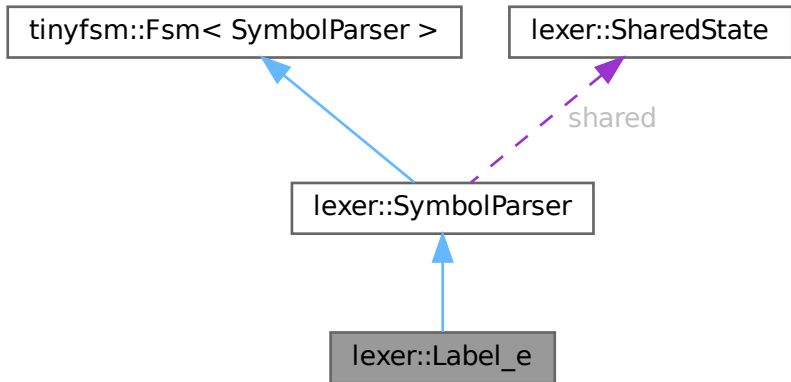 tinyfsm::Fsm< SymbolParser >
lexer::SharedState
shared
lexer::SymbolParser
lexer::Label_e